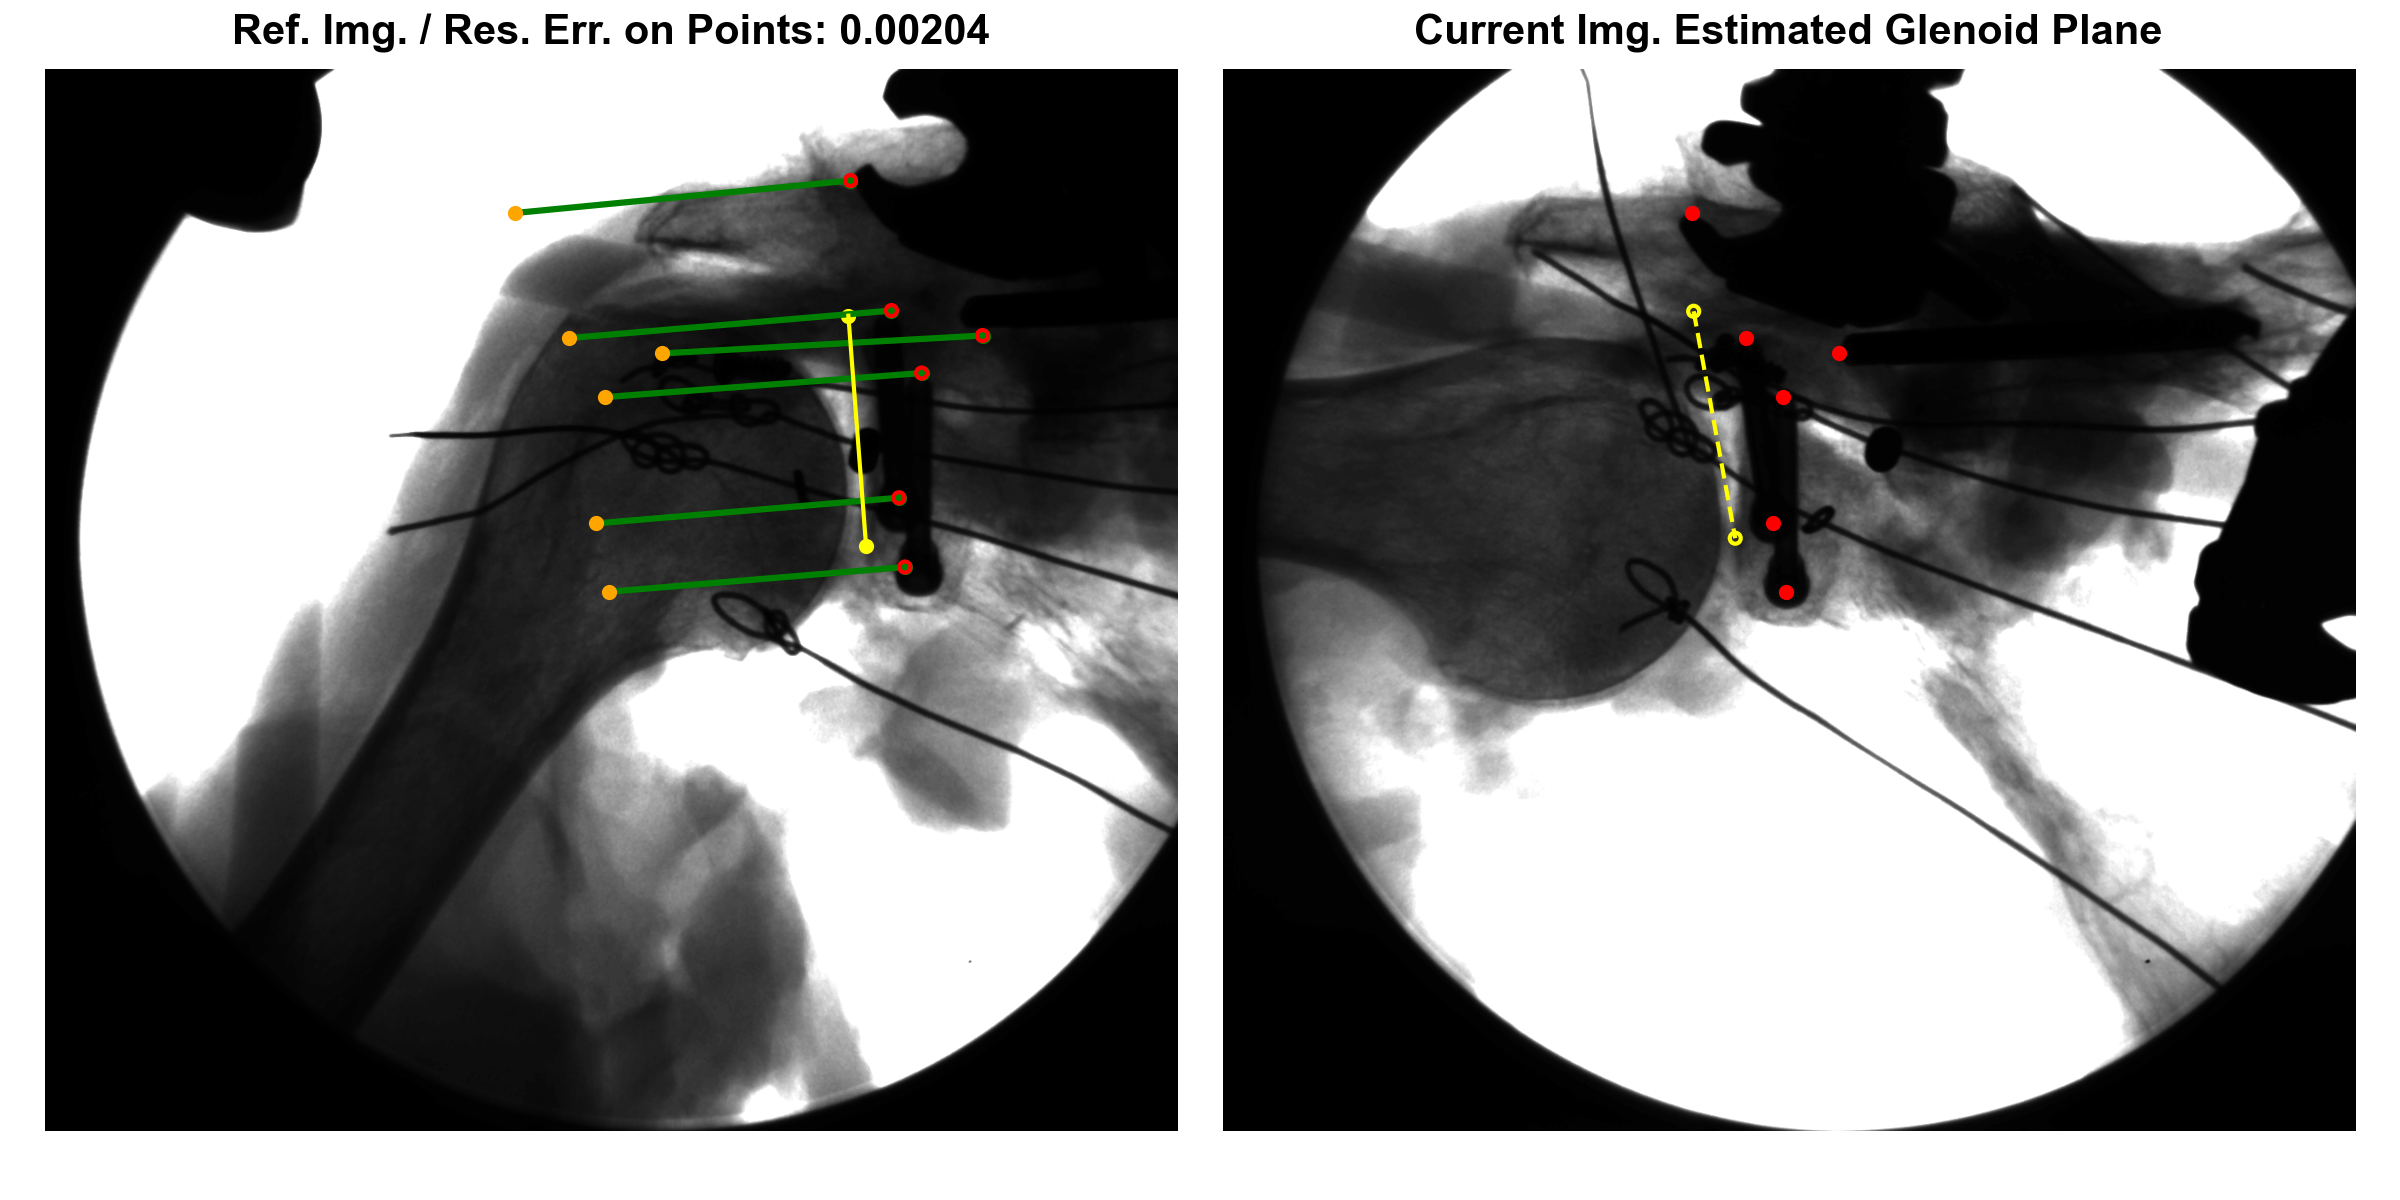 Ref. Img. / Res. Err. on Points: 0.00204
Current Img. Estimated Glenoid Plane